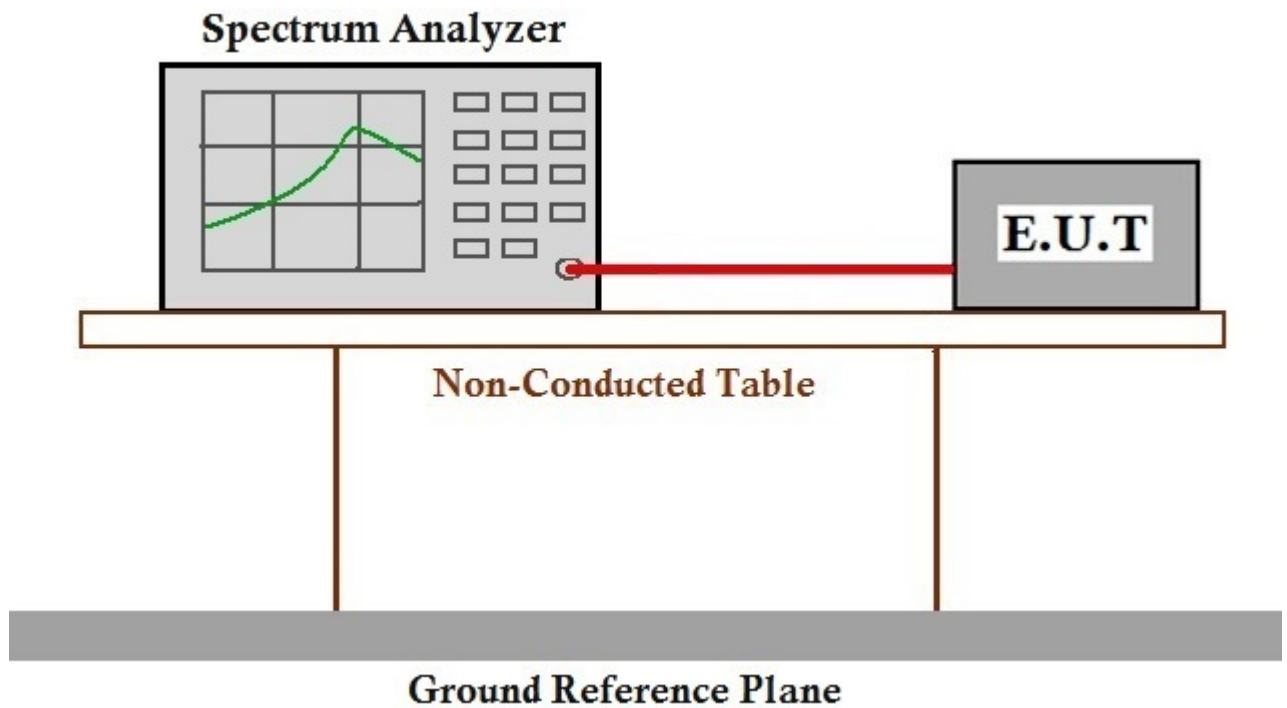 Spectrum Analyzer
E.U.T
Non-Conducted Table
Ground Reference Plane